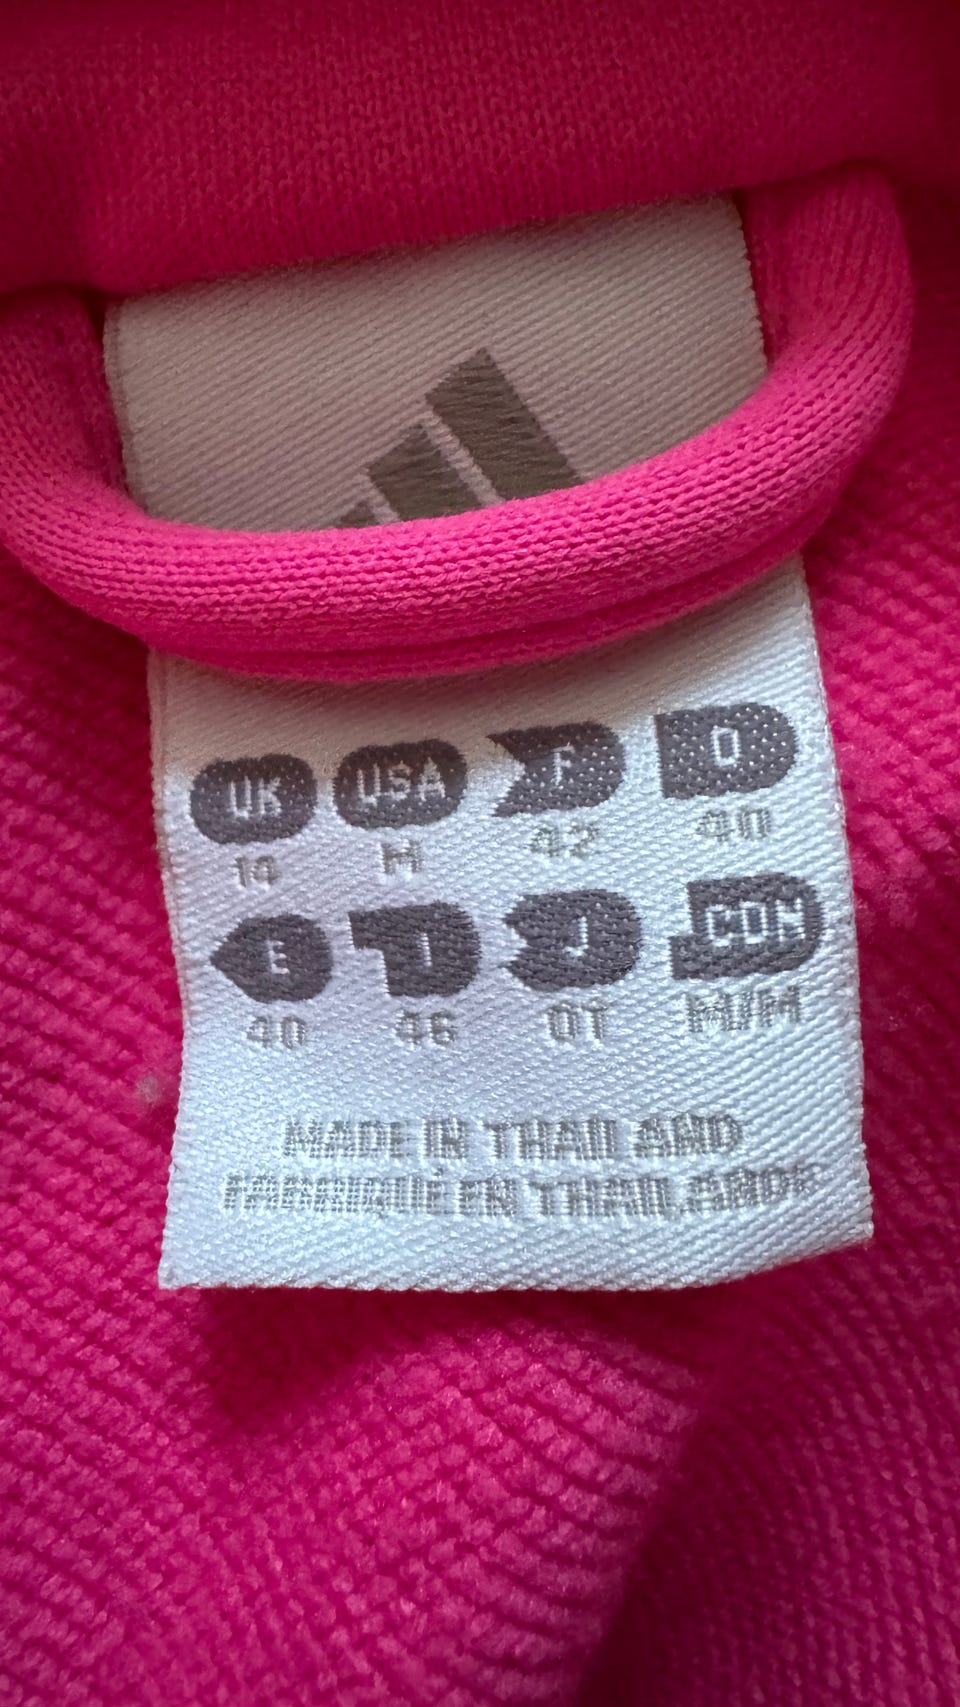 UK USA F D
14 M 42 40
E I J CDN
40 46 OT M/M
MADE IN THAILAND
FABRIQUÉ EN THAILANDE